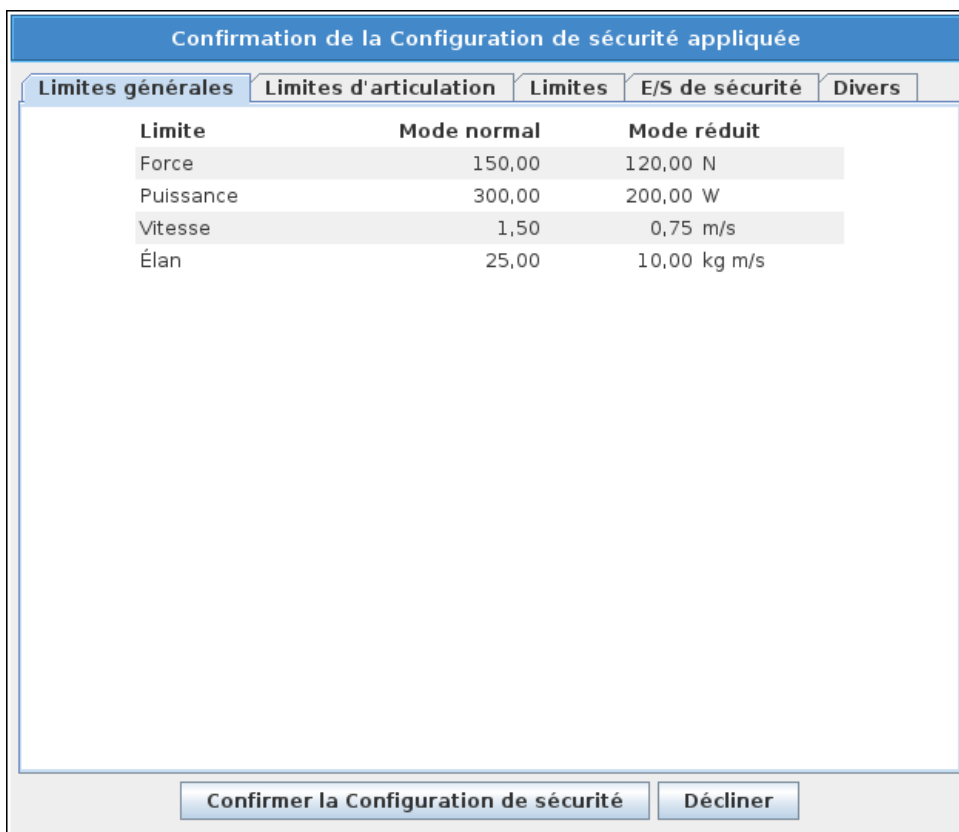 Confirmation de la Configuration de sécurité appliquée
Limites générales Limites d'articulation Limites E/S de sécurité Divers
Limite Mode normal Mode réduit
Force 150,00 120,00 N
Puissance 300,00 200,00 W
Vitesse 1,50 0,75 m/s
Élan 25,00 10,00 kg m/s
Confirmer la Configuration de sécurité Décliner